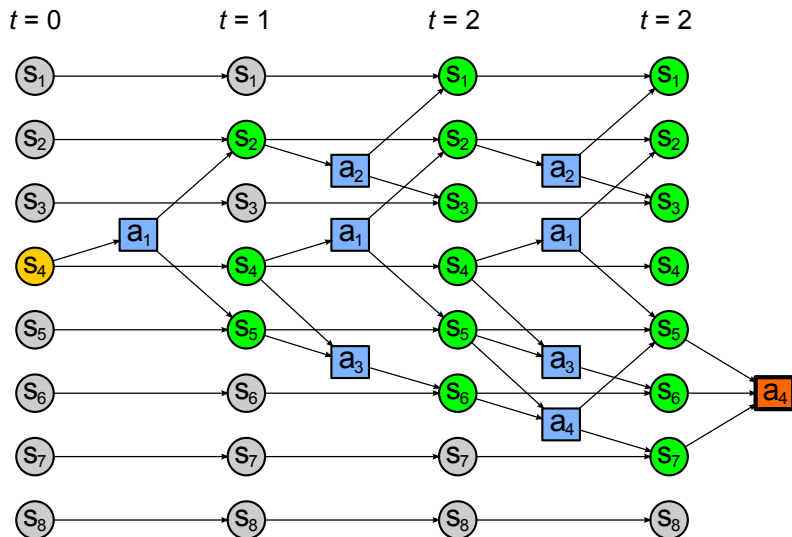 t = 0 t = 1 t = 2 t = 2
s₁ s₁ s₁ s₁
s₂ s₂ s₂ s₂
a₂ a₂
s₃ s₃ s₃ s₃
a₁ a₁ a₁
s₄ s₄ s₄ s₄
s₅ s₅ s₅ s₅
a₃ a₃
s₆ s₆ s₆ s₆ a₄
a₄
s₇ s₇ s₇ s₇
s₈ s₈ s₈ s₈